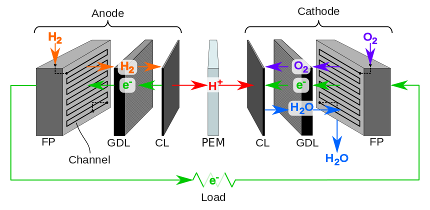 Anode
Cathode
H₂
O₂
H₂
O₂
e⁻
H⁺
e⁻
H₂O
FP
GDL
CL
PEM
CL
GDL
FP
Channel
H₂O
e⁻
Load